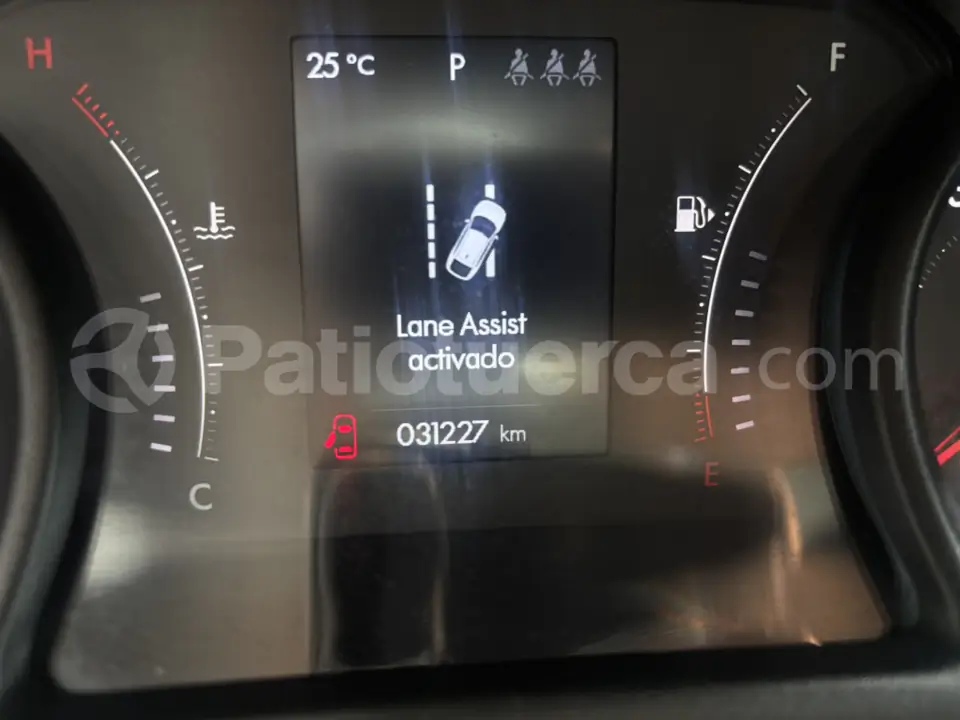 H
25 °C P
F
Lane Assist
activado
Patiotuerca.com
031227 km
C
E